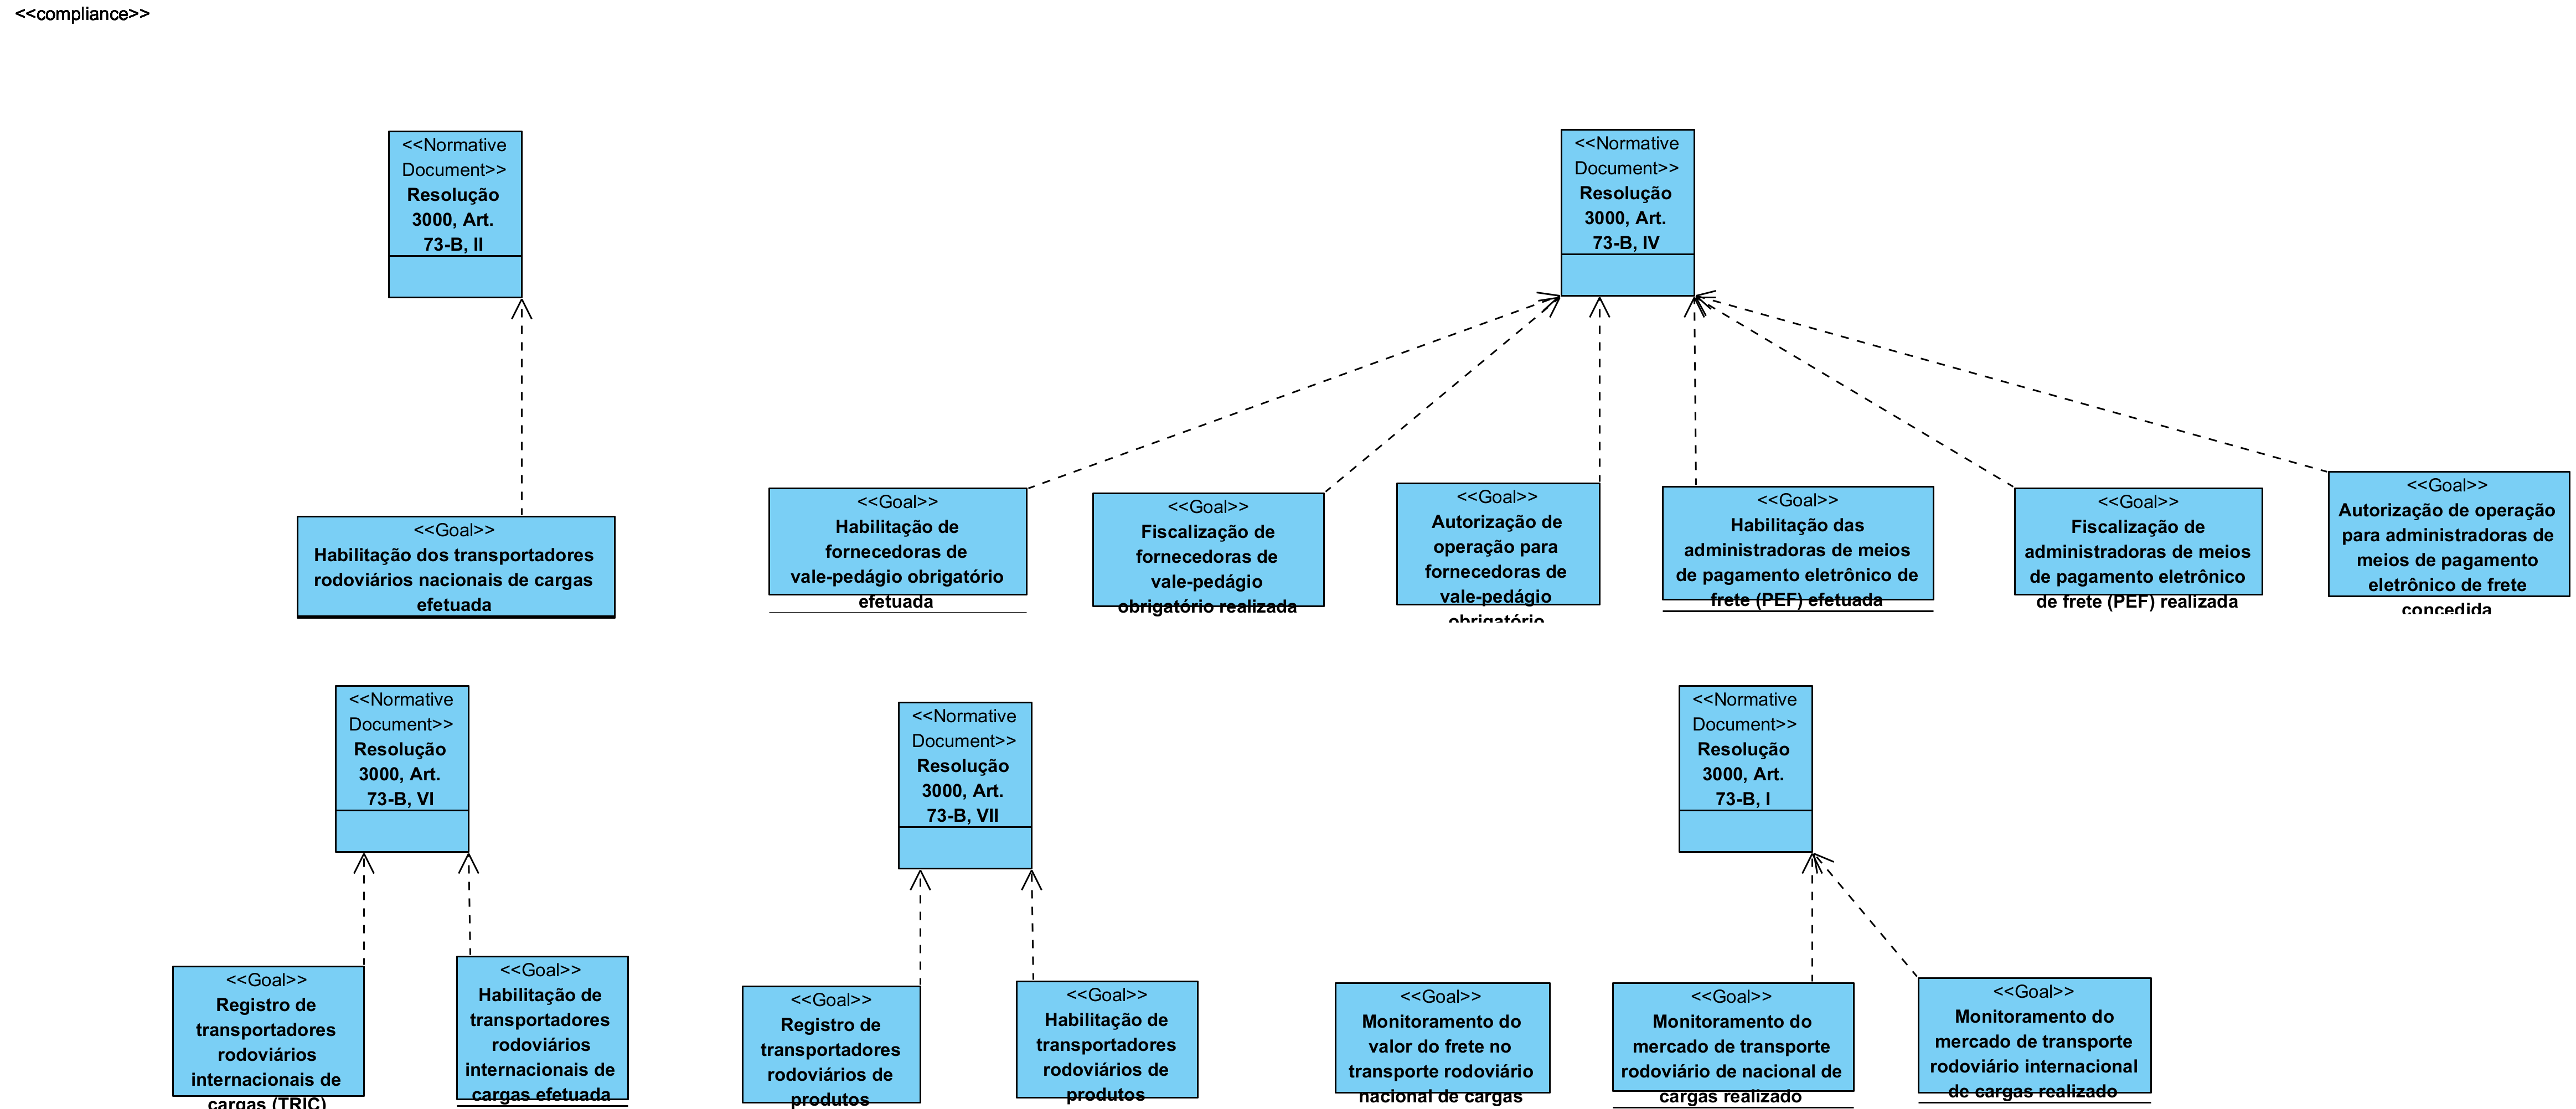 <<compliance>>
<<Normative
Document>>
Resolução
3000, Art.
73-B, II
<<Normative
Document>>
Resolução
3000, Art.
73-B, IV
<<Goal>>
Habilitação dos transportadores
rodoviários nacionais de cargas
efetuada
<<Goal>>
Habilitação de
fornecedoras de
vale-pedágio obrigatório
efetuada
<<Goal>>
Fiscalização de
fornecedoras de
vale-pedágio
obrigatório realizada
<<Goal>>
Autorização de
operação para
fornecedoras de
vale-pedágio
obrigatório
<<Goal>>
Habilitação das
administradoras de meios
de pagamento eletrônico de
frete (PEF) efetuada
<<Goal>>
Fiscalização de
administradoras de meios
de pagamento eletrônico
de frete (PEF) realizada
<<Goal>>
Autorização de operação
para administradoras de
meios de pagamento
eletrônico de frete
concedida
<<Normative
Document>>
Resolução
3000, Art.
73-B, VI
<<Normative
Document>>
Resolução
3000, Art.
73-B, VII
<<Normative
Document>>
Resolução
3000, Art.
73-B, I
<<Goal>>
Registro de
transportadores
rodoviários
internacionais de
cargas (TRIC)
<<Goal>>
Habilitação de
transportadores
rodoviários
internacionais de
cargas efetuada
<<Goal>>
Registro de
transportadores
rodoviários de
produtos
<<Goal>>
Habilitação de
transportadores
rodoviários de
produtos
<<Goal>>
Monitoramento do
valor do frete no
transporte rodoviário
nacional de cargas
<<Goal>>
Monitoramento do
mercado de transporte
rodoviário de nacional de
cargas realizado
<<Goal>>
Monitoramento do
mercado de transporte
rodoviário internacional
de cargas realizado